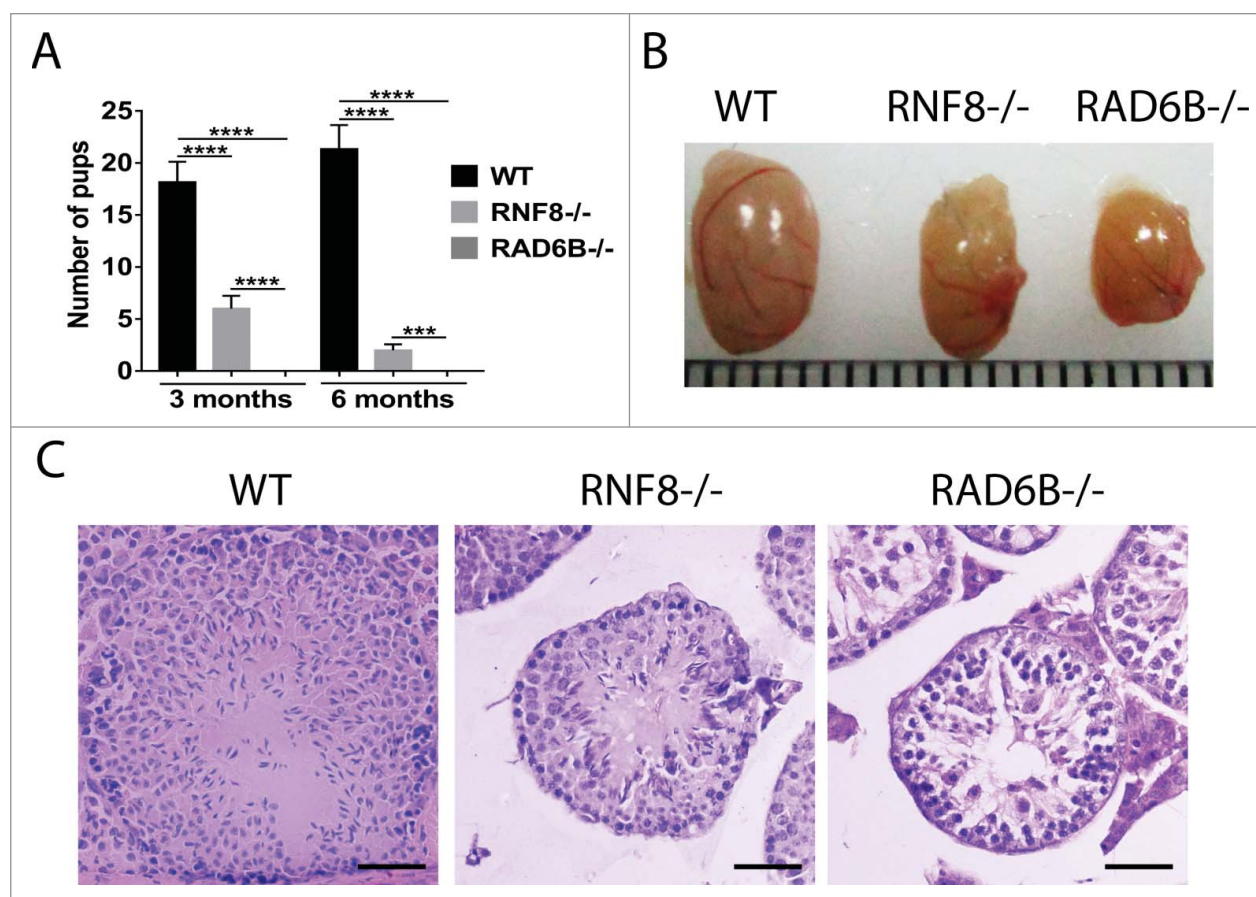 A
Number of pups
25
20
15
10
5
0
****
****
****
****
****
***
3 months
6 months
WT
RNF8-/-
RAD6B-/-
B
WT RNF8-/- RAD6B-/-
C
WT RNF8-/- RAD6B-/-